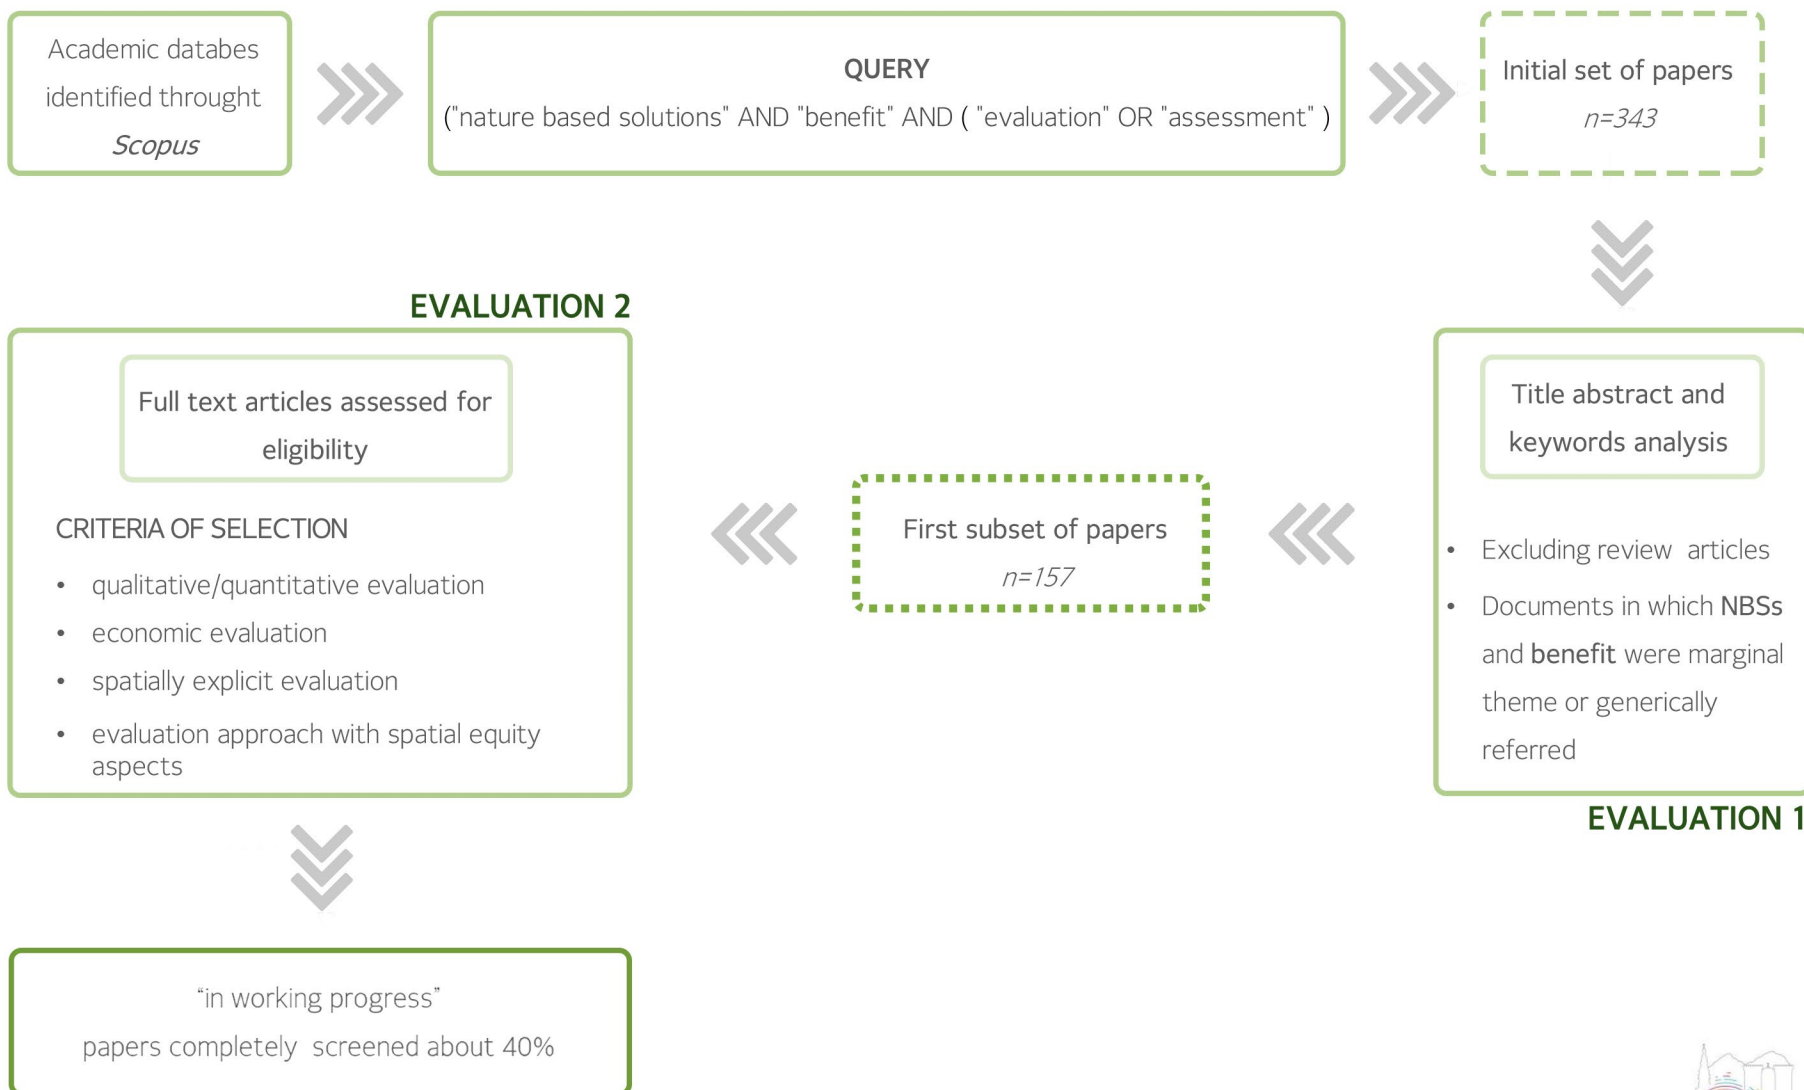 Academic databes
identified throught
Scopus
QUERY
("nature based solutions" AND "benefit" AND ( "evaluation" OR "assessment" )
Initial set of papers
n=343
EVALUATION 2
Full text articles assessed for
eligibility
CRITERIA OF SELECTION
• qualitative/quantitative evaluation
• economic evaluation
• spatially explicit evaluation
• evaluation approach with spatial equity
aspects
First subset of papers
n=157
Title abstract and
keywords analysis
• Excluding review articles
• Documents in which NBSs
and benefit were marginal
theme or generically
referred
EVALUATION 1
“in working progress”
papers completely screened about 40%